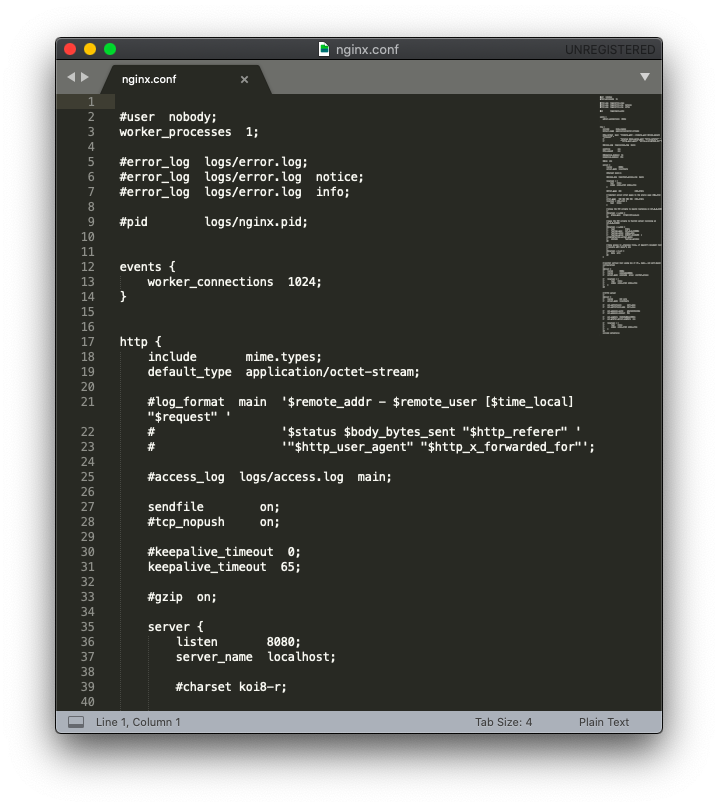 nginx.conf
UNREGISTERED
nginx.conf
1
2 #user  nobody;
3 worker_processes  1;
4
5 #error_log  logs/error.log;
6 #error_log  logs/error.log  notice;
7 #error_log  logs/error.log  info;
8
9 #pid        logs/nginx.pid;
10
11
12 events {
13     worker_connections  1024;
14 }
15
16
17 http {
18     include       mime.types;
19     default_type  application/octet-stream;
20
21     #log_format  main  '$remote_addr - $remote_user [$time_local]
"$request" '
22     #                  '$status $body_bytes_sent "$http_referer" '
23     #                  '"$http_user_agent" "$http_x_forwarded_for"';
24
25     #access_log  logs/access.log  main;
26
27     sendfile        on;
28     #tcp_nopush     on;
29
30     #keepalive_timeout  0;
31     keepalive_timeout  65;
32
33     #gzip  on;
34
35     server {
36         listen       8080;
37         server_name  localhost;
38
39         #charset koi8-r;
40
Line 1, Column 1
Tab Size: 4
Plain Text